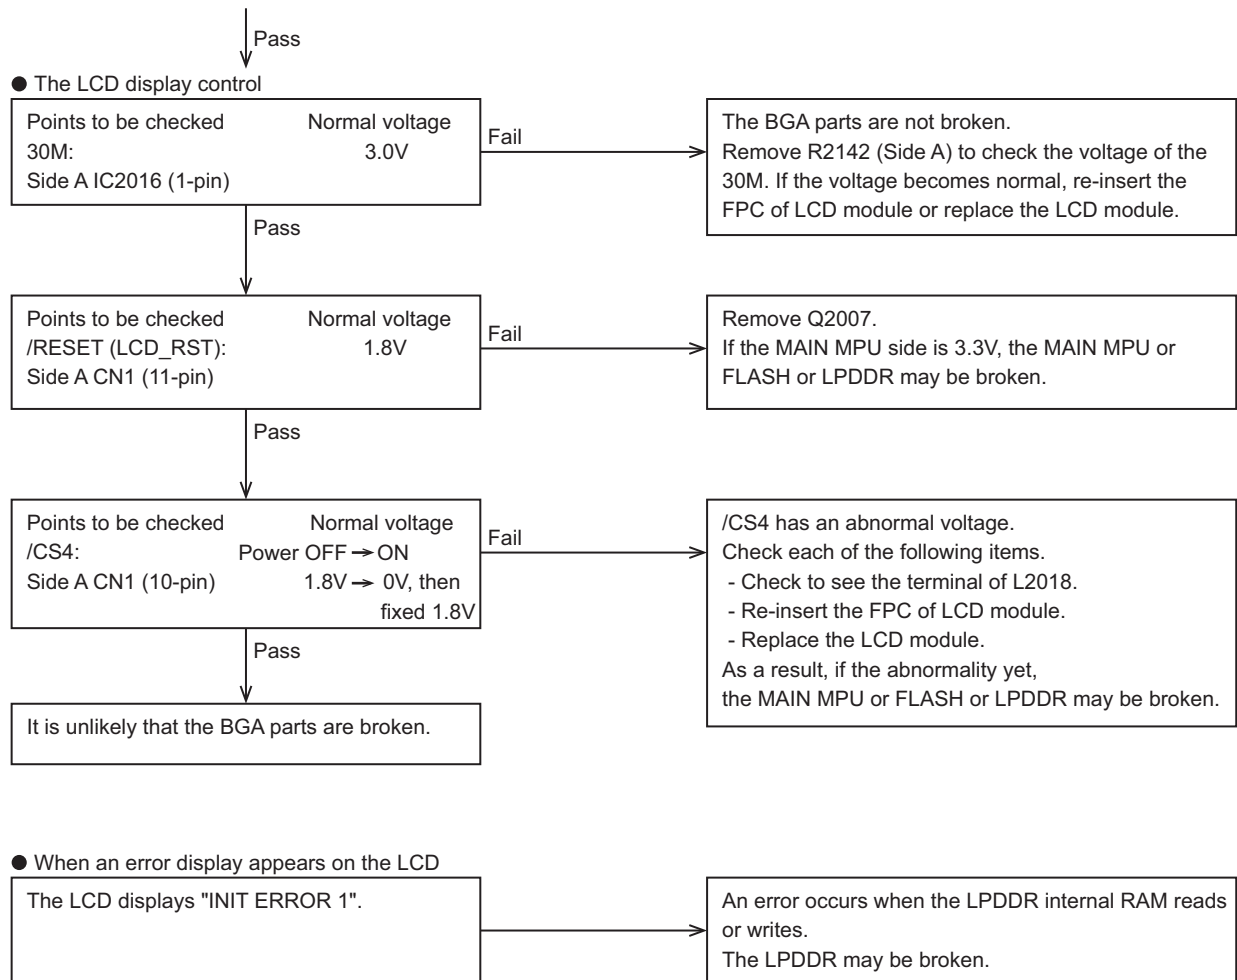 Pass
● The LCD display control
Points to be checked Normal voltage
30M: 3.0V
Side A IC2016 (1-pin)
Fail
The BGA parts are not broken.
Remove R2142 (Side A) to check the voltage of the
30M. If the voltage becomes normal, re-insert the
FPC of LCD module or replace the LCD module.
Pass
Points to be checked Normal voltage
/RESET (LCD_RST): 1.8V
Side A CN1 (11-pin)
Fail
Remove Q2007.
If the MAIN MPU side is 3.3V, the MAIN MPU or
FLASH or LPDDR may be broken.
Pass
Points to be checked Normal voltage
/CS4: Power OFF → ON
Side A CN1 (10-pin) 1.8V → 0V, then
fixed 1.8V
Fail
/CS4 has an abnormal voltage.
Check each of the following items.
- Check to see the terminal of L2018.
- Re-insert the FPC of LCD module.
- Replace the LCD module.
As a result, if the abnormality yet,
the MAIN MPU or FLASH or LPDDR may be broken.
Pass
It is unlikely that the BGA parts are broken.
● When an error display appears on the LCD
The LCD displays "INIT ERROR 1".
An error occurs when the LPDDR internal RAM reads
or writes.
The LPDDR may be broken.